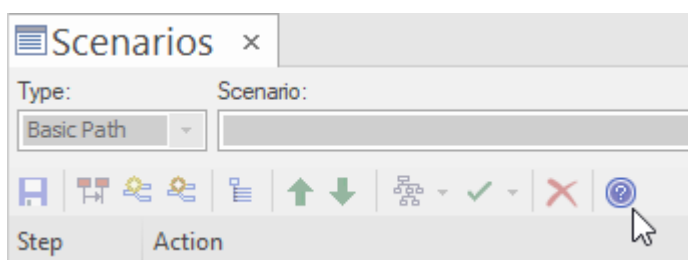 Scenarios ×
Type: Scenario:
Basic Path
Step Action